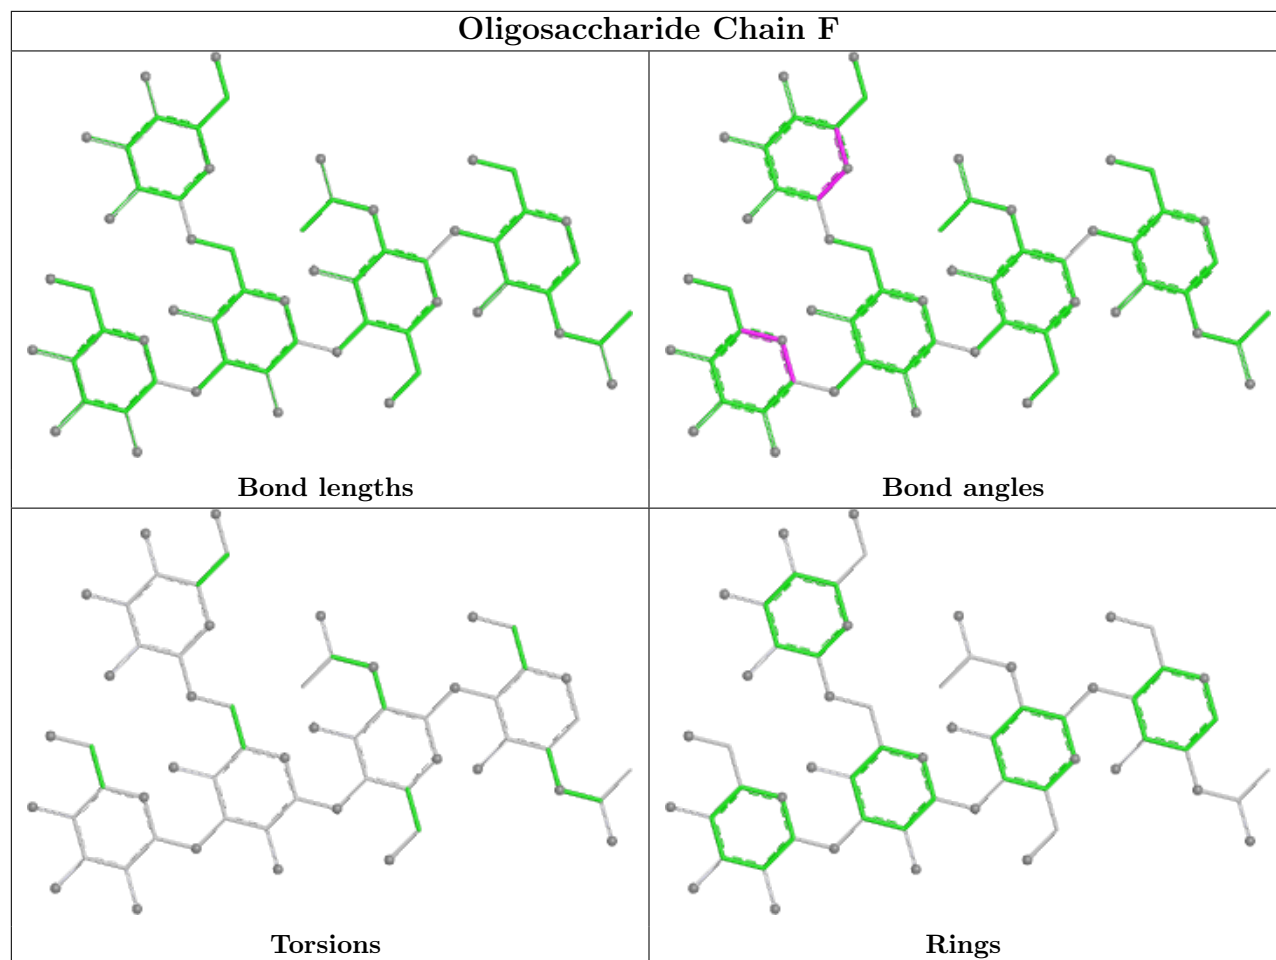 Oligosaccharide Chain F
Bond lengths
Bond angles
Torsions
Rings